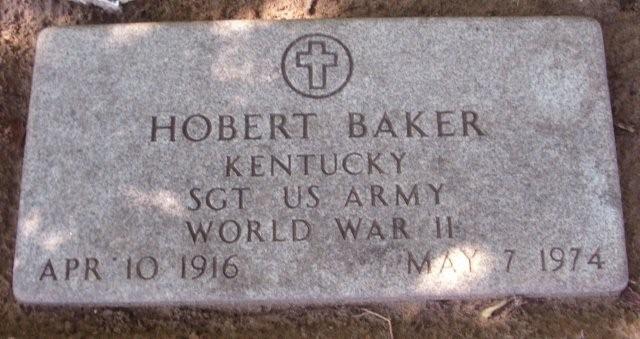 HOBERT BAKER
KENTUCKY
SGT US ARMY
WORLD WAR II
APR 10 1916 MAY 7 1974